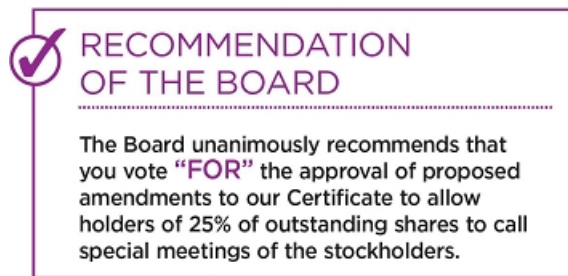 RECOMMENDATION
OF THE BOARD
The Board unanimously recommends that
you vote “FOR” the approval of proposed
amendments to our Certificate to allow
holders of 25% of outstanding shares to call
special meetings of the stockholders.